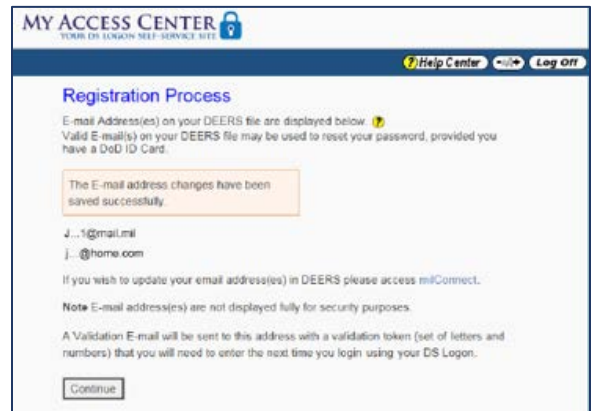 MY ACCESS CENTER
YOUR DS LOGON SELF-SERVICE SITE
?Help Center
Log Off
Registration Process
E-mail Address(es) on your DEERS file are displayed below. ?
Valid E-mail(s) on your DEERS file may be used to reset your password, provided you
have a DoD ID Card.
The E-mail address changes have been
saved successfully.
J...1@mail.mil
j...@home.com
If you wish to update your email address(es) in DEERS please access milConnect.
Note E-mail address(es) are not displayed fully for security purposes.
A Validation E-mail will be sent to this address with a validation token (set of letters and
numbers) that you will need to enter the next time you login using your DS Logon.
Continue